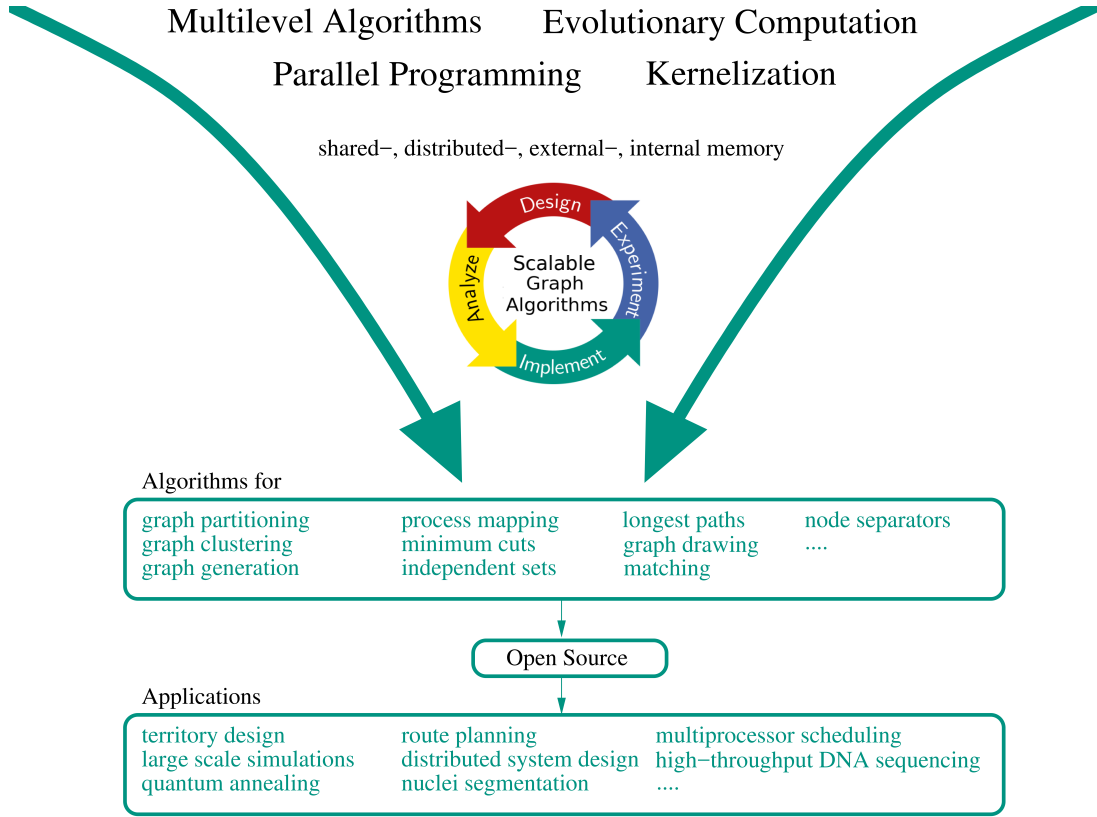 Multilevel Algorithms Evolutionary Computation
Parallel Programming Kernelization
shared−, distributed−, external−, internal memory
Design
Experiment
Analyze
Implement
Scalable
Graph
Algorithms
Algorithms for
graph partitioning process mapping longest paths node separators
graph clustering minimum cuts graph drawing ....
graph generation independent sets matching
Open Source
Applications
territory design route planning multiprocessor scheduling
large scale simulations distributed system design high−throughput DNA sequencing
quantum annealing nuclei segmentation ....